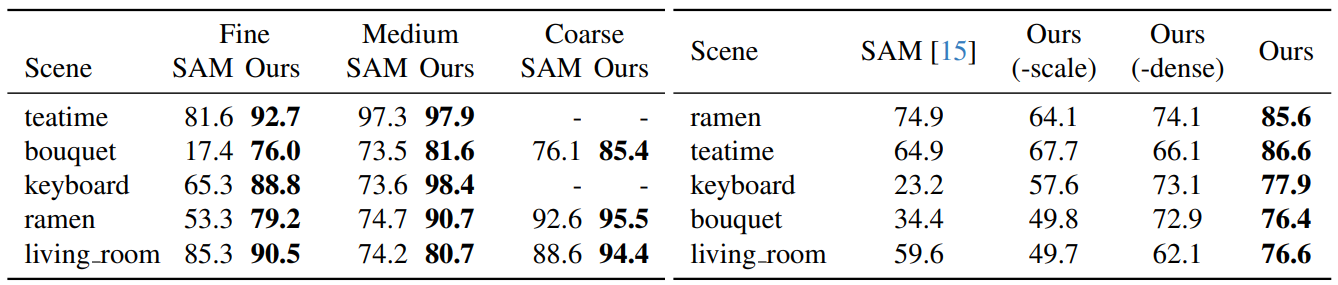 Fine Medium Coarse
Scene SAM Ours SAM Ours SAM Ours
teatime 81.6 92.7 97.3 97.9 - -
bouquet 17.4 76.0 73.5 81.6 76.1 85.4
keyboard 65.3 88.8 73.6 98.4 - -
ramen 53.3 79.2 74.7 90.7 92.6 95.5
living_room 85.3 90.5 74.2 80.7 88.6 94.4
Scene SAM [15] Ours (-scale) Ours (-dense) Ours
ramen 74.9 64.1 74.1 85.6
teatime 64.9 67.7 66.1 86.6
keyboard 23.2 57.6 73.1 77.9
bouquet 34.4 49.8 72.9 76.4
living_room 59.6 49.7 62.1 76.6